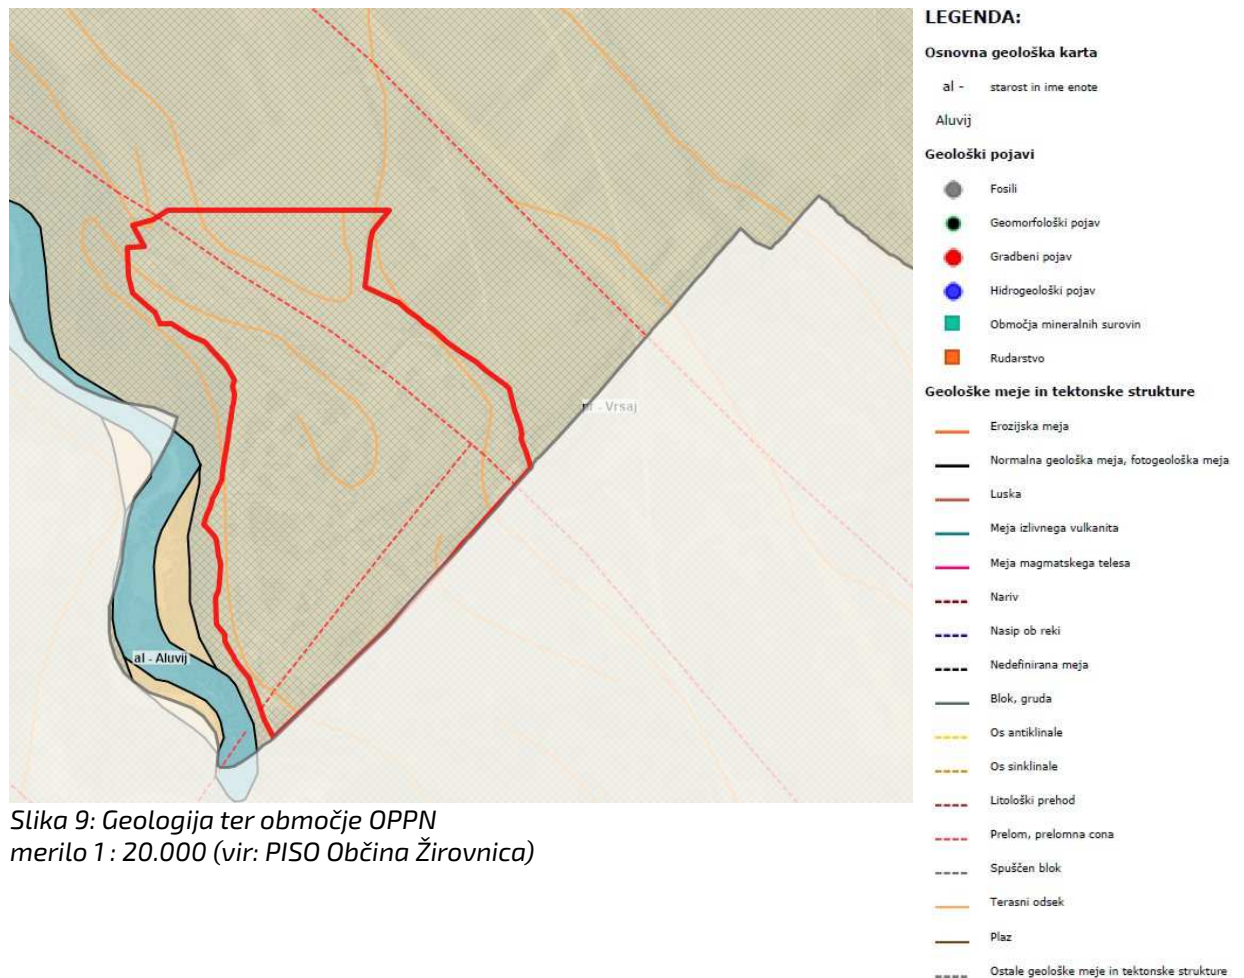 al - Aluvij
pr - Vrsaj
Slika 9: Geologija ter območje OPPN
merilo 1 : 20.000 (vir: PISO Občina Žirovnica)
LEGENDA:
Osnovna geološka karta
al - starost in ime enote
Aluvij
Geološki pojavi
Fosili
Geomorfološki pojav
Gradbeni pojav
Hidrogeološki pojav
Območja mineralnih surovin
Rudarstvo
Geološke meje in tektonske strukture
Erozijska meja
Normalna geološka meja, fotogeološka meja
Luska
Meja izlivnega vulkanita
Meja magmatskega telesa
Nariv
Nasip ob reki
Nedefinirana meja
Blok, gruda
Os antiklinale
Os sinklinale
Litološki prehod
Prelom, prelomna cona
Spuščen blok
Terasni odsek
Plaz
Ostale geološke meje in tektonske strukture